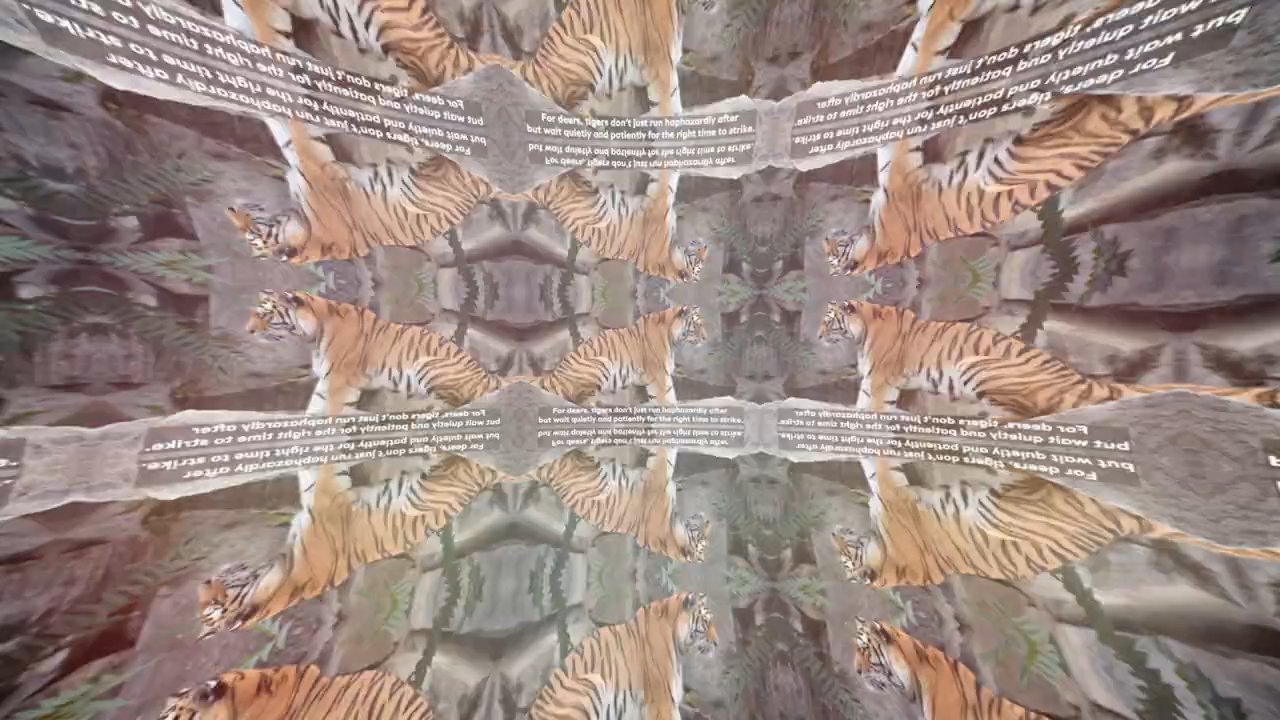 For deers, tigers don't just run haphazardly after
but wait quietly and patiently for the right time to strike.